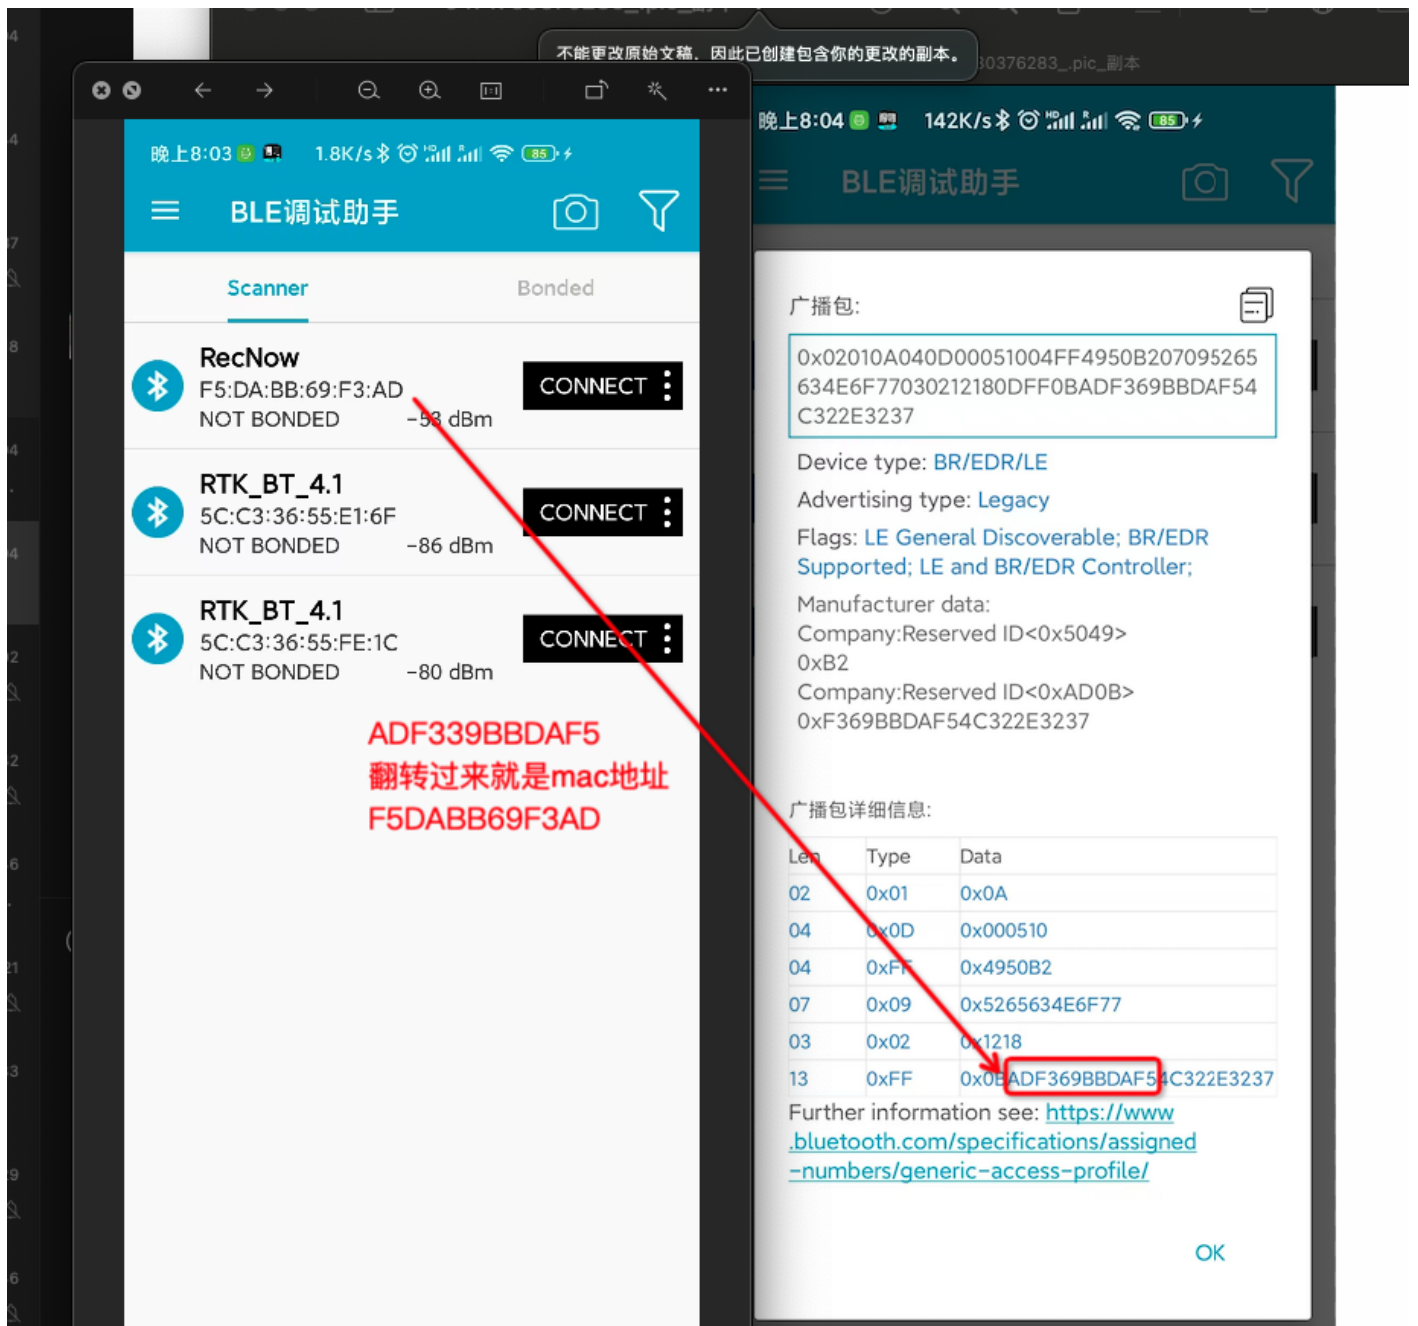 不能更改原始文稿，因此已创建包含你的更改的副本。
30376283_.pic_副本
晚上8:03
1.8K/s
85
BLE调试助手
Scanner
Bonded
RecNow
F5:DA:BB:69:F3:AD
NOT BONDED
-53 dBm
CONNECT
RTK_BT_4.1
5C:C3:36:55:E1:6F
NOT BONDED
-86 dBm
CONNECT
RTK_BT_4.1
5C:C3:36:55:FE:1C
NOT BONDED
-80 dBm
CONNECT
ADF339BBDAF5
翻转过来就是mac地址
F5DABB69F3AD
晚上8:04
142K/s
85
BLE调试助手
广播包:
0x02010A040D00051004FF4950B207095265
634E6F77030212180DFF0BADF369BBDAF54
C322E3237
Device type: BR/EDR/LE
Advertising type: Legacy
Flags: LE General Discoverable; BR/EDR
Supported; LE and BR/EDR Controller;
Manufacturer data:
Company:Reserved ID<0x5049>
0xB2
Company:Reserved ID<0xAD0B>
0xF369BBDAF54C322E3237
广播包详细信息:
Len Type Data
02 0x01 0x0A
04 0x0D 0x000510
04 0xFF 0x4950B2
07 0x09 0x5265634E6F77
03 0x02 0x1218
13 0xFF 0x0BADF369BBDAF54C322E3237
Further information see: https://www
.bluetooth.com/specifications/assigned
-numbers/generic-access-profile/
OK